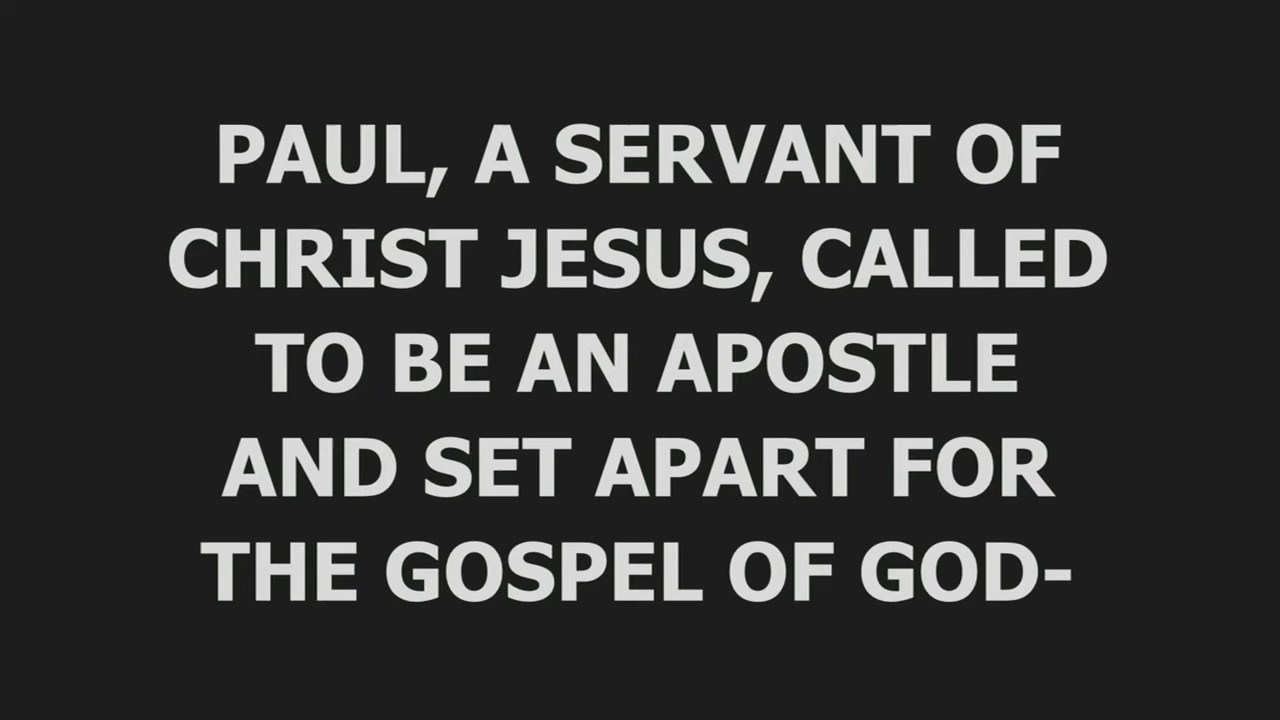 PAUL, A SERVANT OF
CHRIST JESUS, CALLED
TO BE AN APOSTLE
AND SET APART FOR
THE GOSPEL OF GOD-